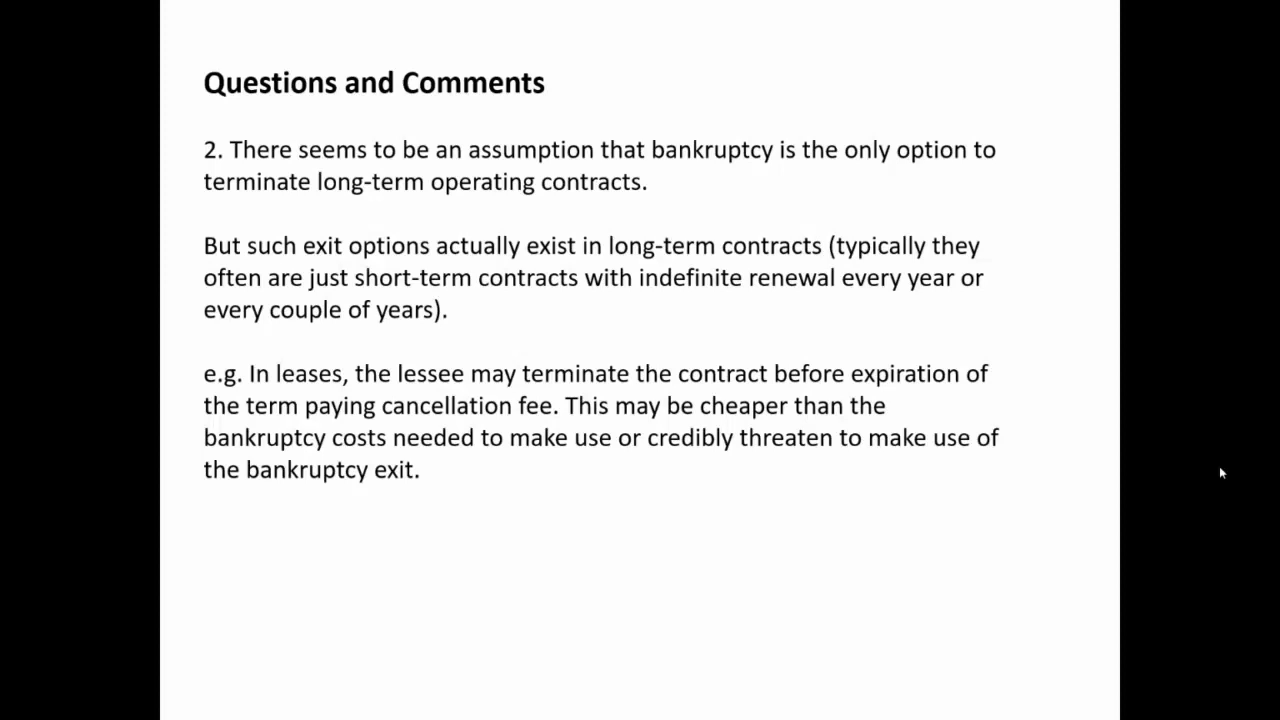 Questions and Comments
2. There seems to be an assumption that bankruptcy is the only option to
terminate long-term operating contracts.
But such exit options actually exist in long-term contracts (typically they
often are just short-term contracts with indefinite renewal every year or
every couple of years).
e.g. In leases, the lessee may terminate the contract before expiration of
the term paying cancellation fee. This may be cheaper than the
bankruptcy costs needed to make use or credibly threaten to make use of
the bankruptcy exit.